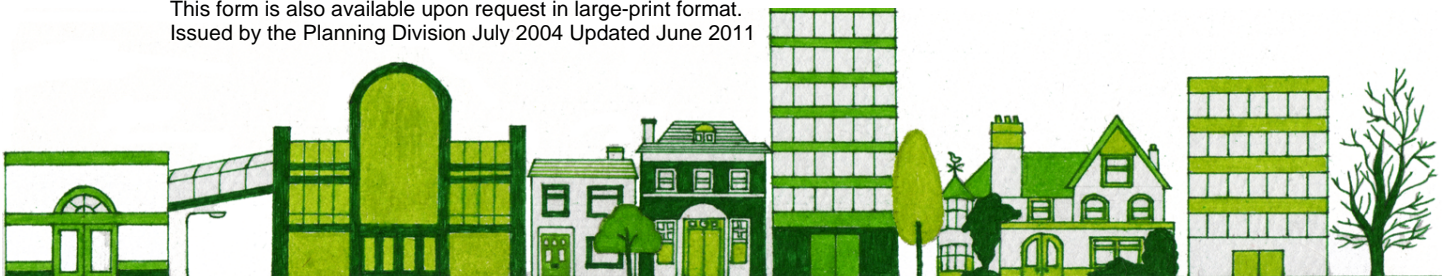 This form is also available upon request in large-print format.
Issued by the Planning Division July 2004 Updated June 2011